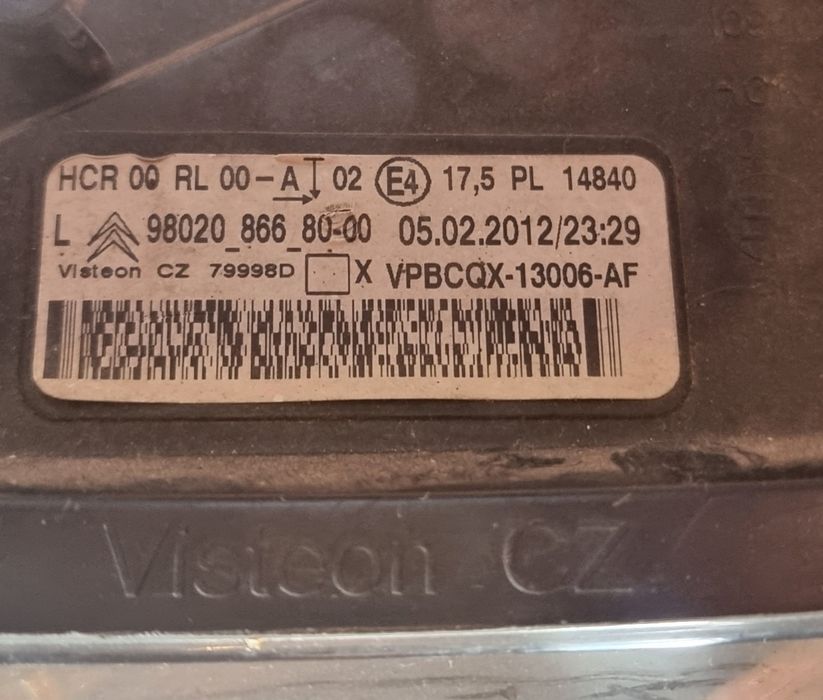 HCR 00 RL 00-A 02 E4 17,5 PL 14840
L 98020_866_80-00 05.02.2012/23:29
Visteon CZ 79998D X VPBCQX-13006-AF
Visteon CZ